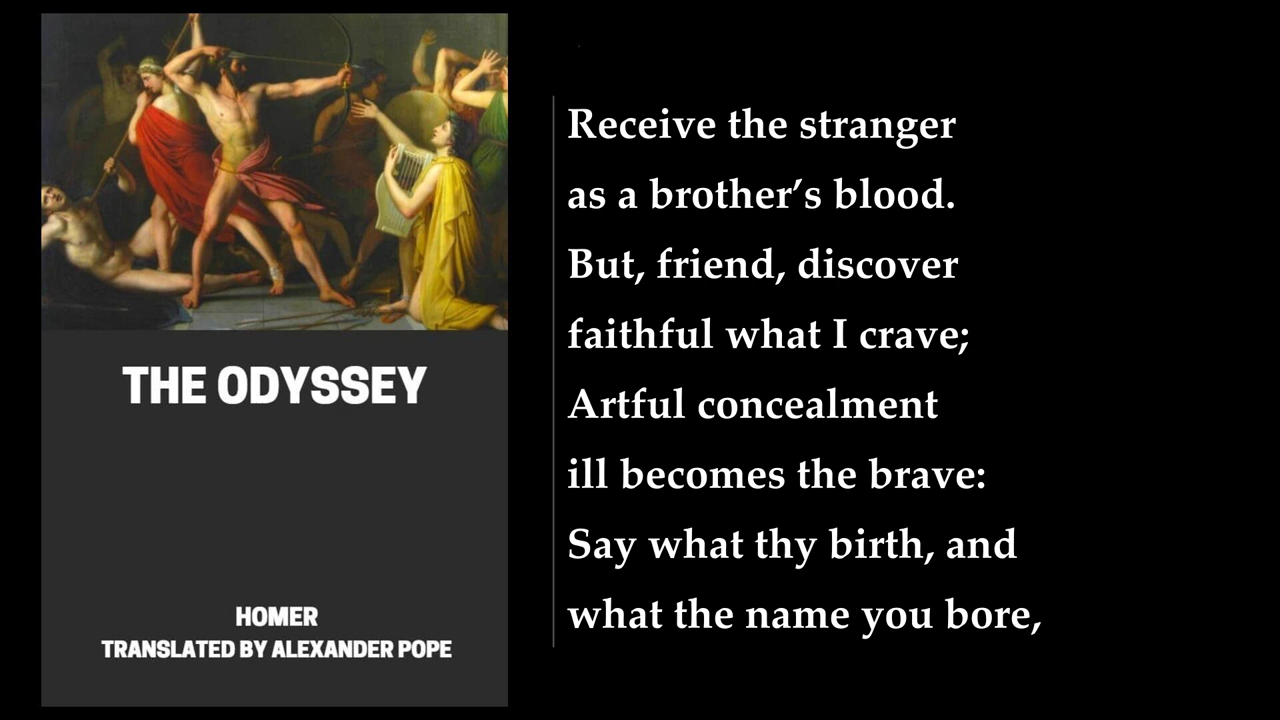 THE ODYSSEY
HOMER
TRANSLATED BY ALEXANDER POPE
Receive the stranger
as a brother’s blood.
But, friend, discover
faithful what I crave;
Artful concealment
ill becomes the brave:
Say what thy birth, and
what the name you bore,